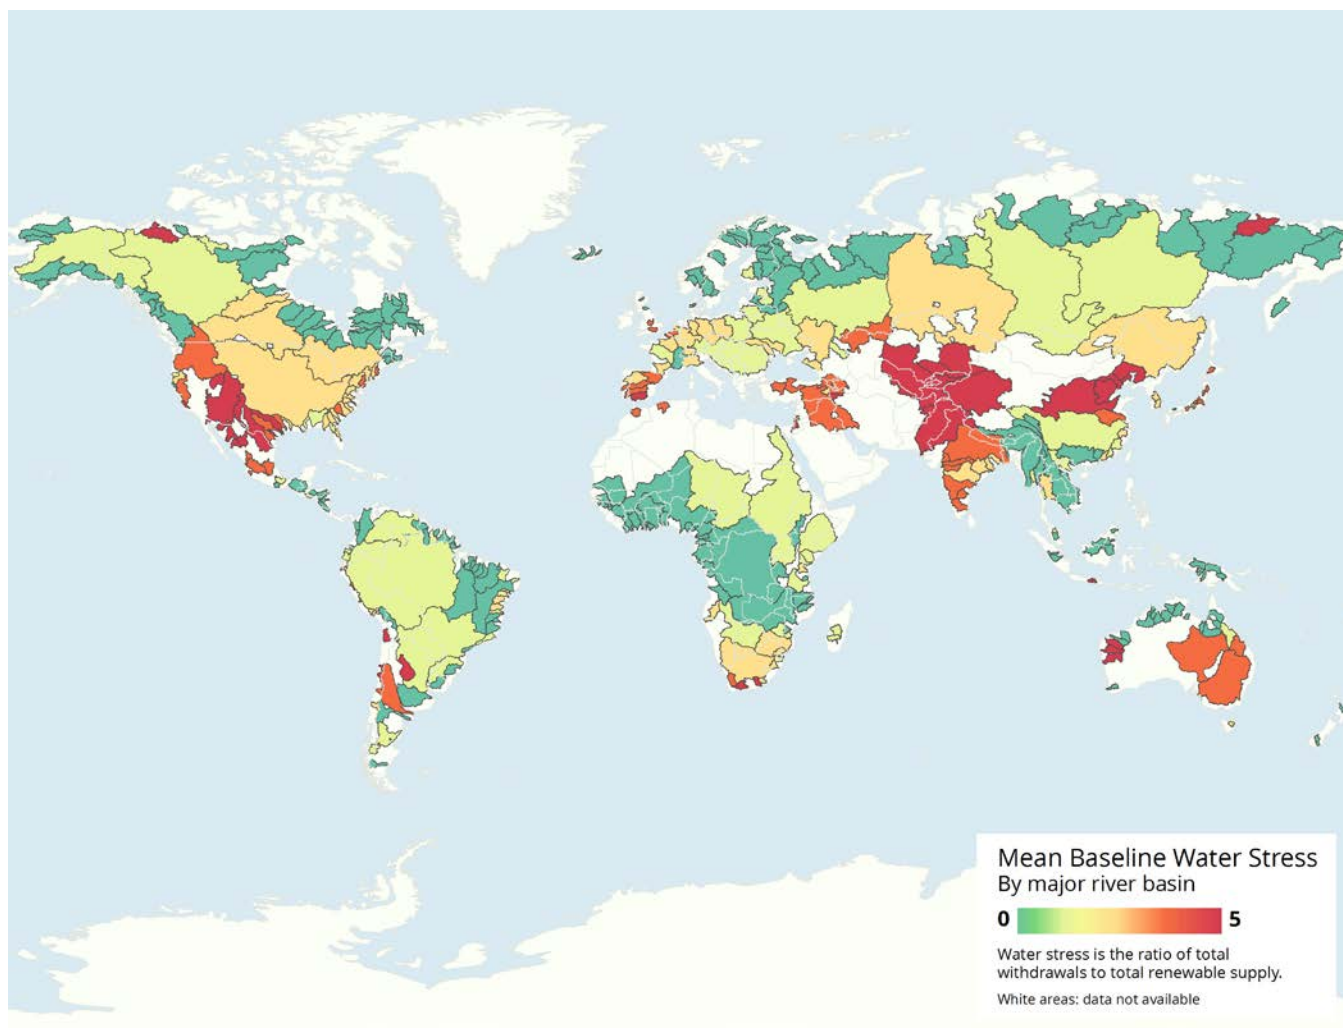 Mean Baseline Water Stress
By major river basin
0 5
Water stress is the ratio of total
withdrawals to total renewable supply.
White areas: data not available